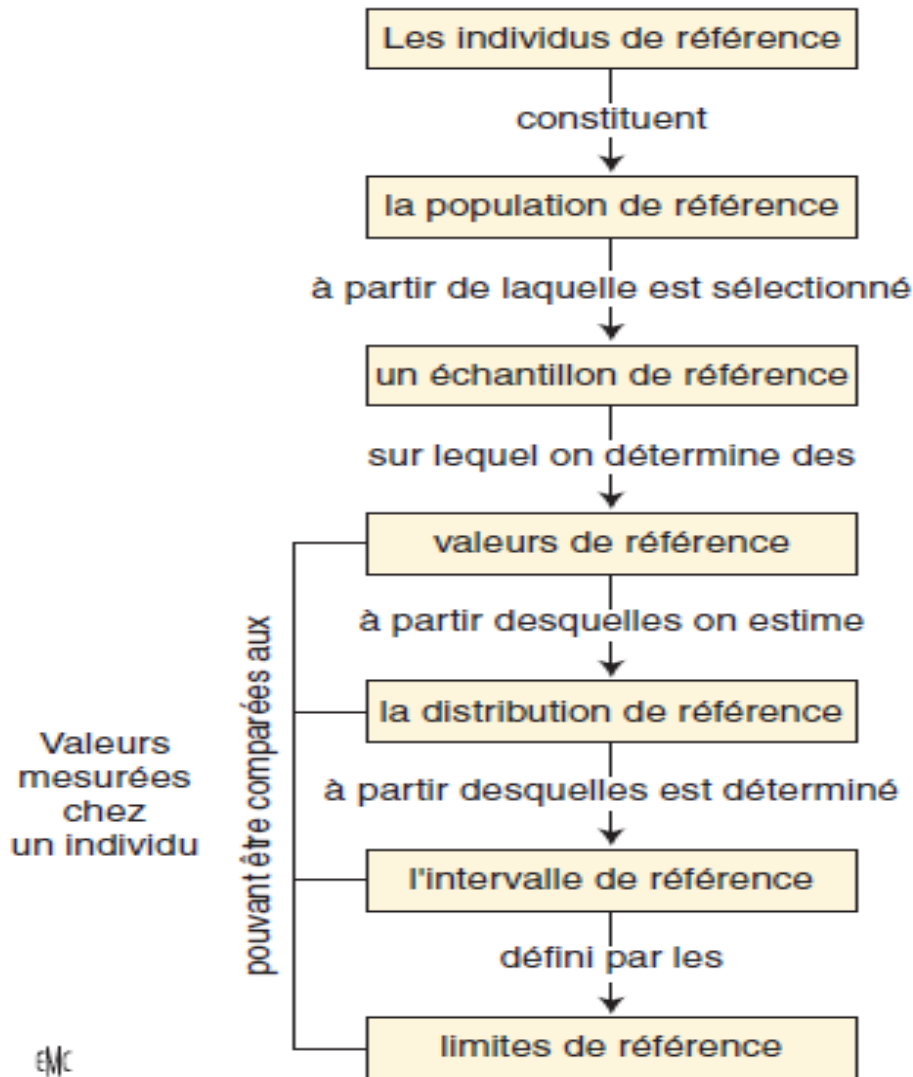 Les individus de référence
constituent
la population de référence
à partir de laquelle est sélectionné
un échantillon de référence
sur lequel on détermine des
valeurs de référence
à partir desquelles on estime
la distribution de référence
à partir desquelles est déterminé
l'intervalle de référence
défini par les
limites de référence
Valeurs
mesurées
chez
un individu
pouvant être comparées aux
EMC